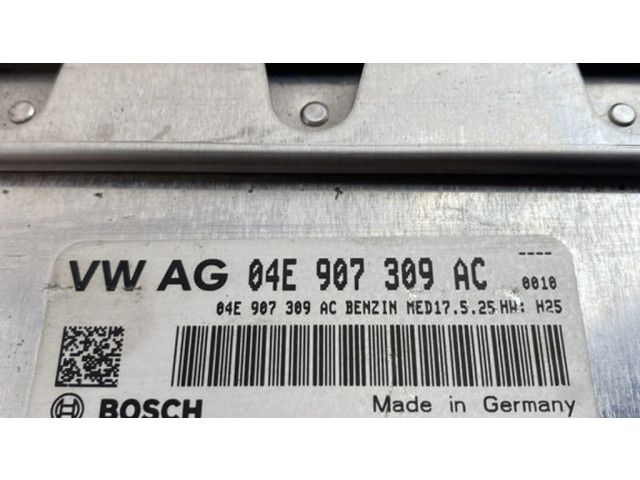 ----
VW AG 04E 907 309 AC 0010
04E 907 309 AC BENZIN MED17.5.25 HW: H25
BOSCH Made in Germany